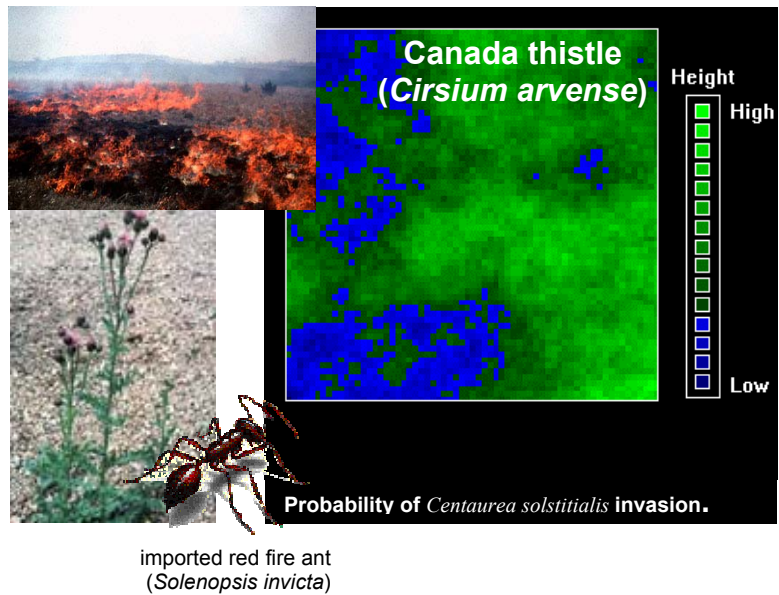 Canada thistle
(Cirsium arvense)
Height
High
Low
Probability of Centaurea solstitialis invasion.
imported red fire ant
(Solenopsis invicta)